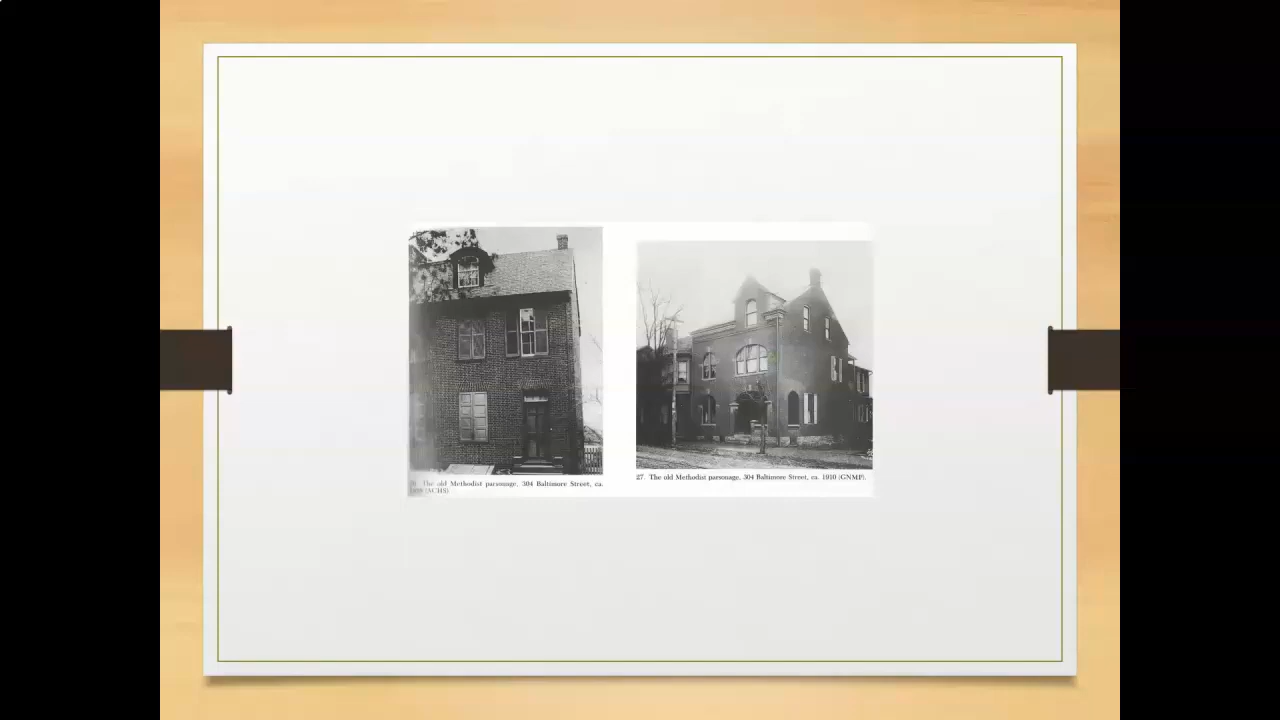 The old Methodist parsonage, 304 Baltimore Street, ca.
(ACHS)
27. The old Methodist parsonage, 304 Baltimore Street, ca. 1910 (GNMP).